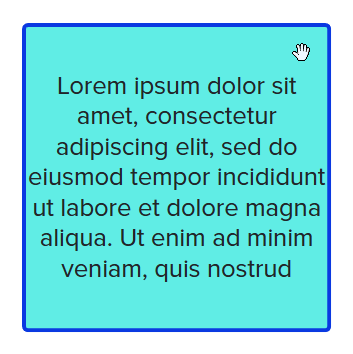 Lorem ipsum dolor sit
amet, consectetur
adipiscing elit, sed do
eiusmod tempor incididunt
ut labore et dolore magna
aliqua. Ut enim ad minim
veniam, quis nostrud